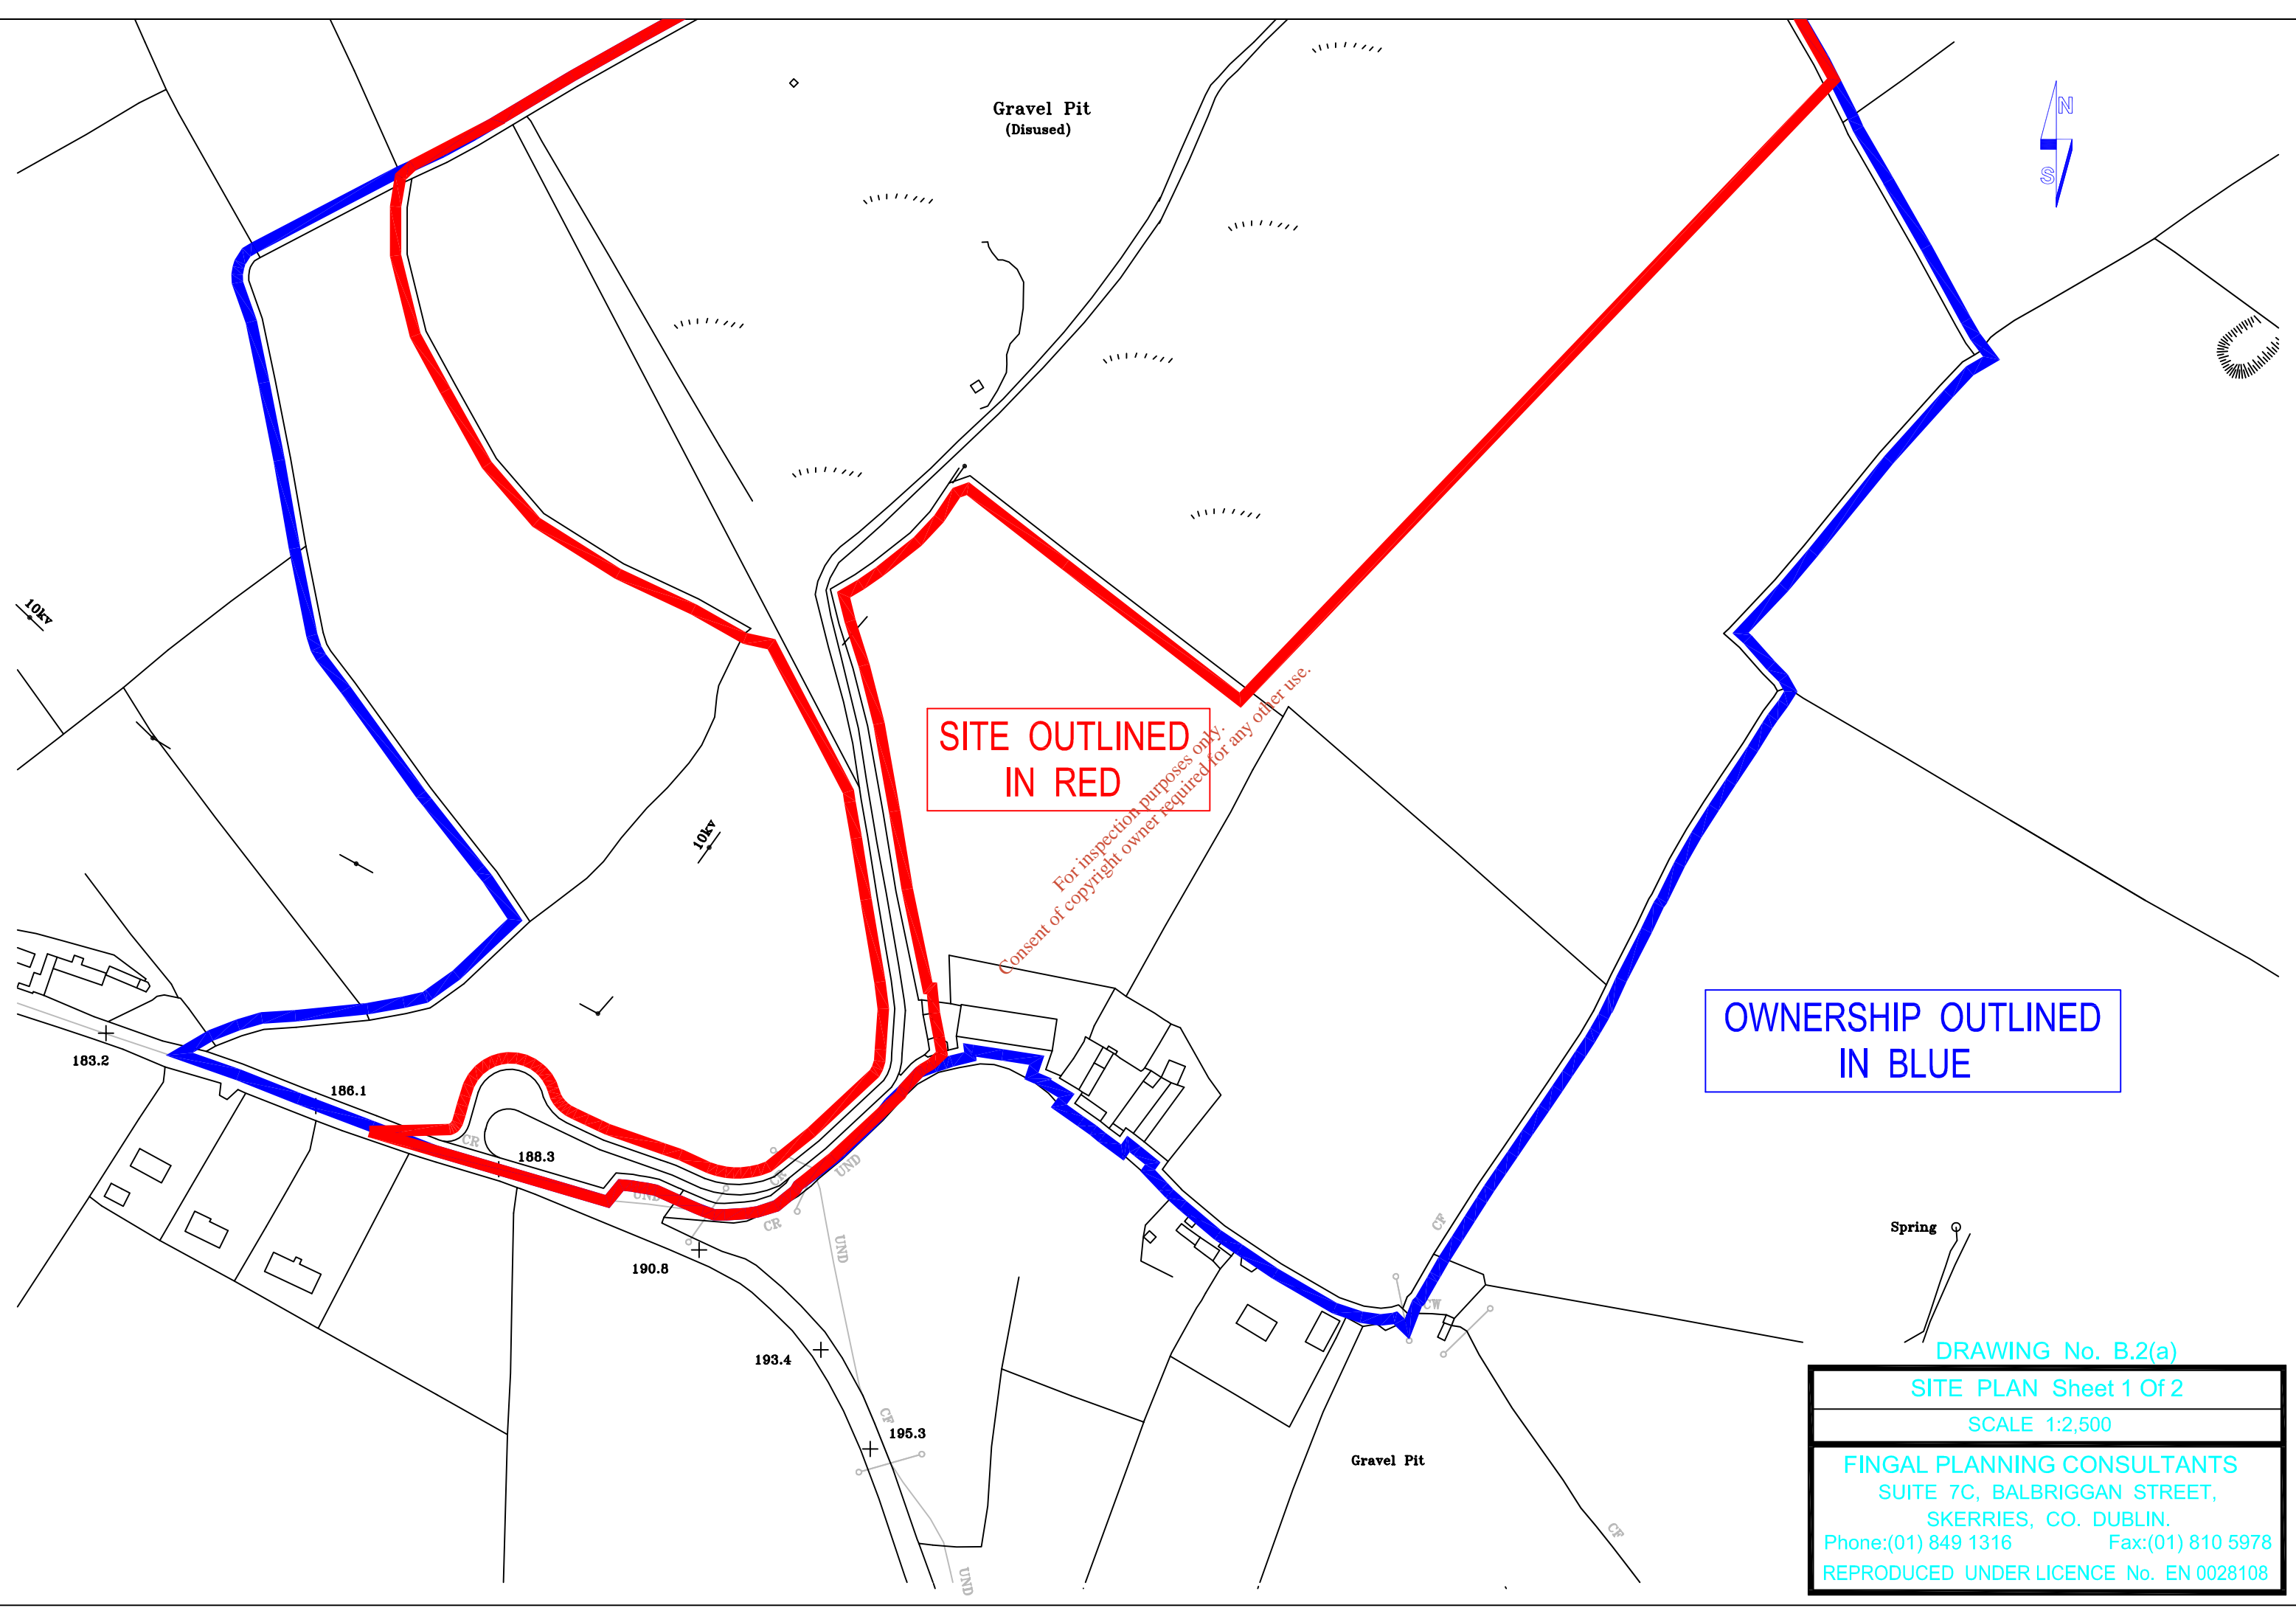 Gravel Pit
(Disused)
N
S
10kv
SITE OUTLINED
IN RED
For inspection purposes only.
Consent of copyright owner required for any other use.
10kv
OWNERSHIP OUTLINED
IN BLUE
183.2
186.1
CR
188.3
UND
CR
UND
CR
UND
190.8
CF
Spring
CW
193.4
CF
195.3
Gravel Pit
CF
UND
DRAWING No. B.2(a)
SITE PLAN Sheet 1 Of 2
SCALE 1:2,500
FINGAL PLANNING CONSULTANTS
SUITE 7C, BALBRIGGAN STREET,
SKERRIES, CO. DUBLIN.
Phone:(01) 849 1316 Fax:(01) 810 5978
REPRODUCED UNDER LICENCE No. EN 0028108